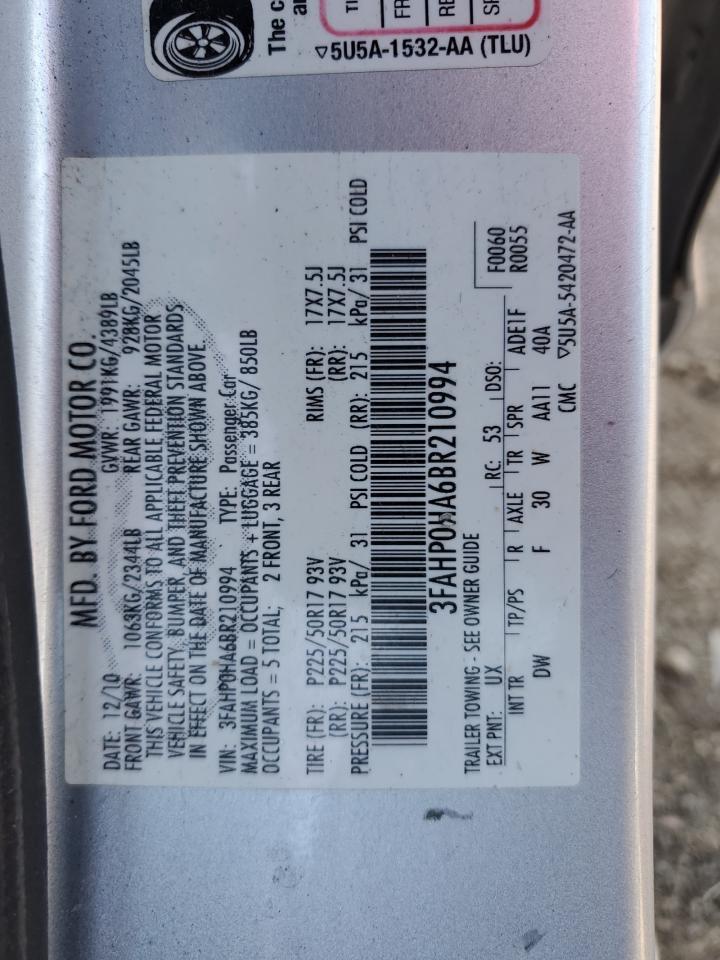 The c
an
TI
FR
RE
SP
▽5U5A-1532-AA (TLU)
MFD. BY FORD MOTOR CO.
DATE: 12/10 GVWR: 1991KG/4389LB
FRONT GAWR: 1063KG/2344LB REAR GAWR: 928KG/2045LB
THIS VEHICLE CONFORMS TO ALL APPLICABLE FEDERAL MOTOR
VEHICLE SAFETY, BUMPER, AND THEFT PREVENTION STANDARDS
IN EFFECT ON THE DATE OF MANUFACTURE SHOWN ABOVE.
VIN: 3FAHP0HA6BR210994 TYPE: Passenger Car
MAXIMUM LOAD = OCCUPANTS + LUGGAGE = 385KG/ 850LB
OCCUPANTS = 5 TOTAL; 2 FRONT, 3 REAR
TIRE (FR): P225/50R17 93V RIMS (FR): 17X7.5J
(RR): P225/50R17 93V (RR): 17X7.5J
PRESSURE (FR): 215 kPa/ 31 PSI COLD (RR): 215 kPa/ 31 PSI COLD
3FAHP0HA6BR210994
TRAILER TOWING - SEE OWNER GUIDE
EXT PNT: UX RC: 53 DSO: F0060
R0055
INT TR TP/PS R AXLE TR SPR ADE1F
DW F 30 W AA11 40A
CMC ▽5U5A-5420472-AA